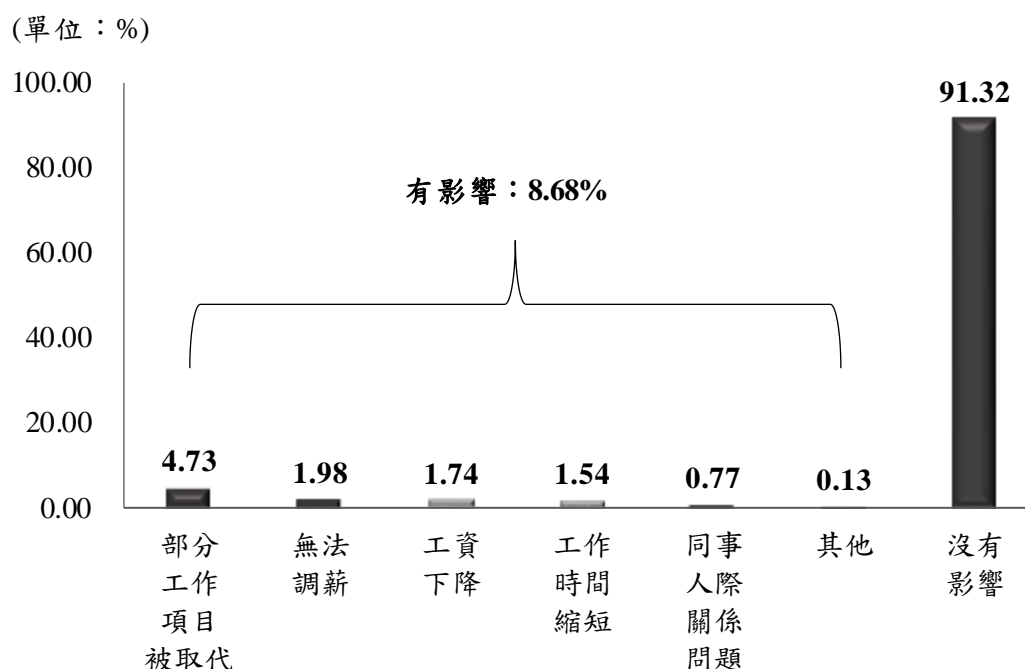 (單位：%)
100.00
80.00
60.00
40.00
20.00
0.00
有影響：8.68%
4.73
1.98
1.74
1.54
0.77
0.13
91.32
部分
工作
項目
被取代
無法
調薪
工資
下降
工作
時間
縮短
同事
人際
關係
問題
其他
沒有
影響